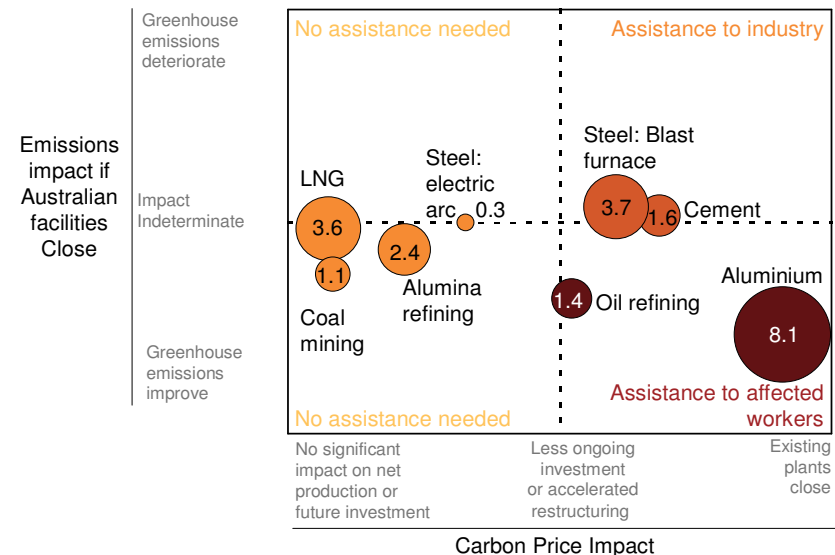 Greenhouse
emissions
deteriorate
No assistance needed
Assistance to industry
Emissions
impact if
Australian
facilities
Close
Impact
Indeterminate
LNG
3.6
1.1
Coal
mining
2.4
Alumina
refining
Steel:
electric
arc
0.3
Steel: Blast
furnace
3.7
1.6
Cement
1.4
Oil refining
Aluminium
8.1
Greenhouse
emissions
improve
No assistance needed
Assistance to affected
workers
No significant
impact on net
production or
future investment
Less ongoing
investment
or accelerated
restructuring
Existing
plants
close
Carbon Price Impact